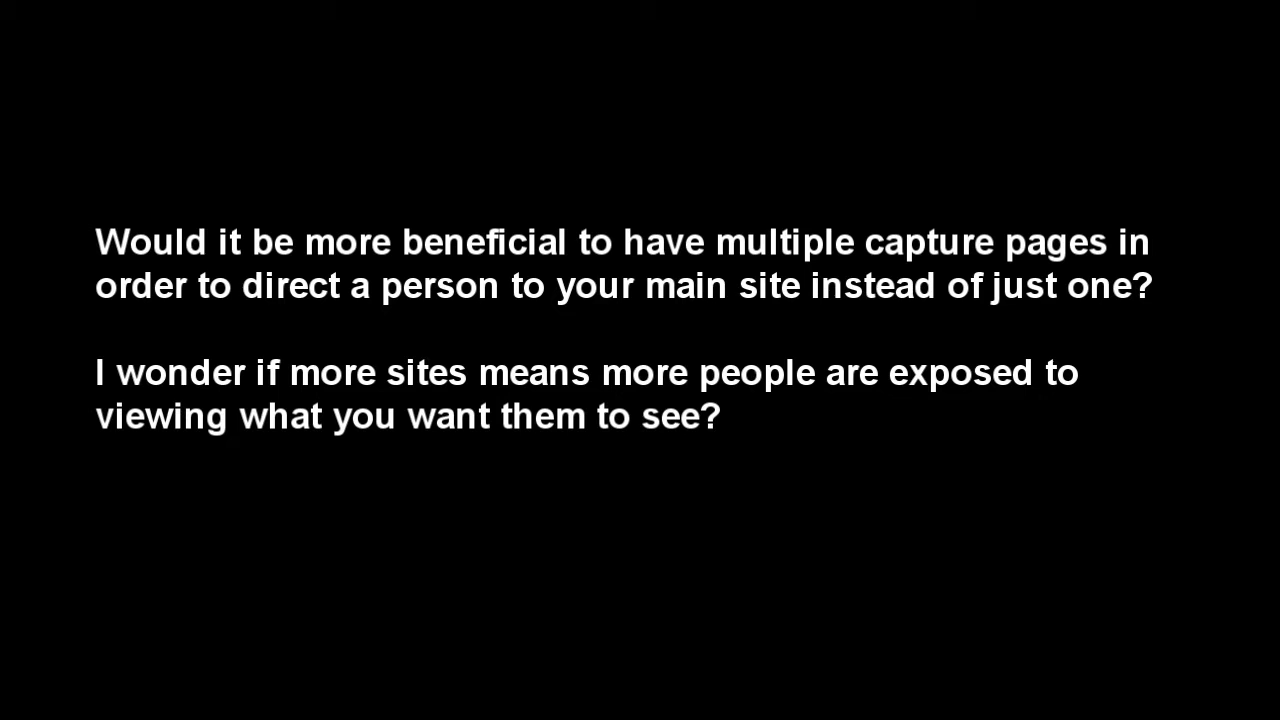 Would it be more beneficial to have multiple capture pages in
order to direct a person to your main site instead of just one?
I wonder if more sites means more people are exposed to
viewing what you want them to see?